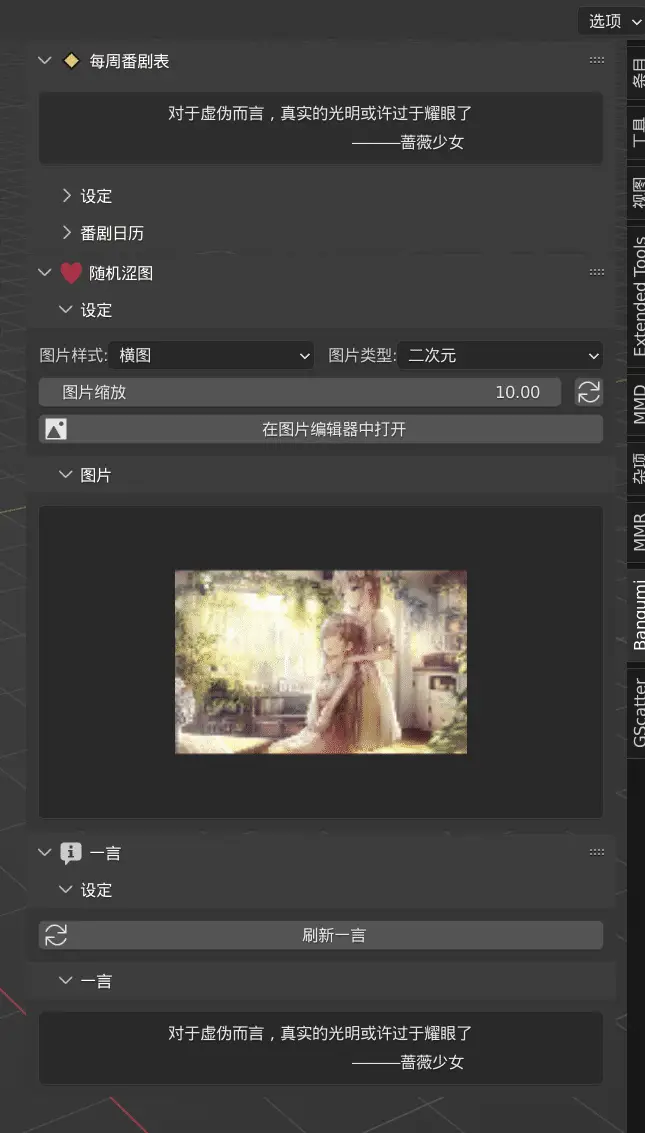 选项
每周番剧表
对于虚伪而言，真实的光明或许过于耀眼了
———蔷薇少女
设定
番剧日历
随机涩图
设定
图片样式: 横图 图片类型: 二次元
图片缩放 10.00
在图片编辑器中打开
图片
一言
设定
刷新一言
一言
对于虚伪而言，真实的光明或许过于耀眼了
———蔷薇少女
条目
工具
视图
Extended Tools
MMD
杂项
MMR
Bangumi
GScatter